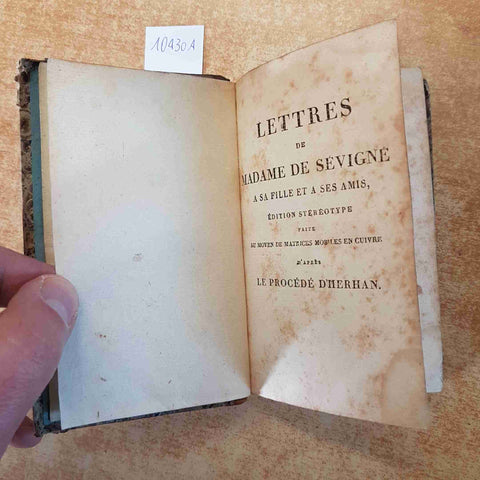 10430A
LETTRES
DE
MADAME DE SEVIGNE
A SA FILLE ET A SES AMIS,
ÉDITION STÉRÉOTYPE
FAITE
AU MOYEN DE MATRICES MOBILES EN CUIVRE
D'APRÈS
LE PROCÉDÉ D'HERHAN.